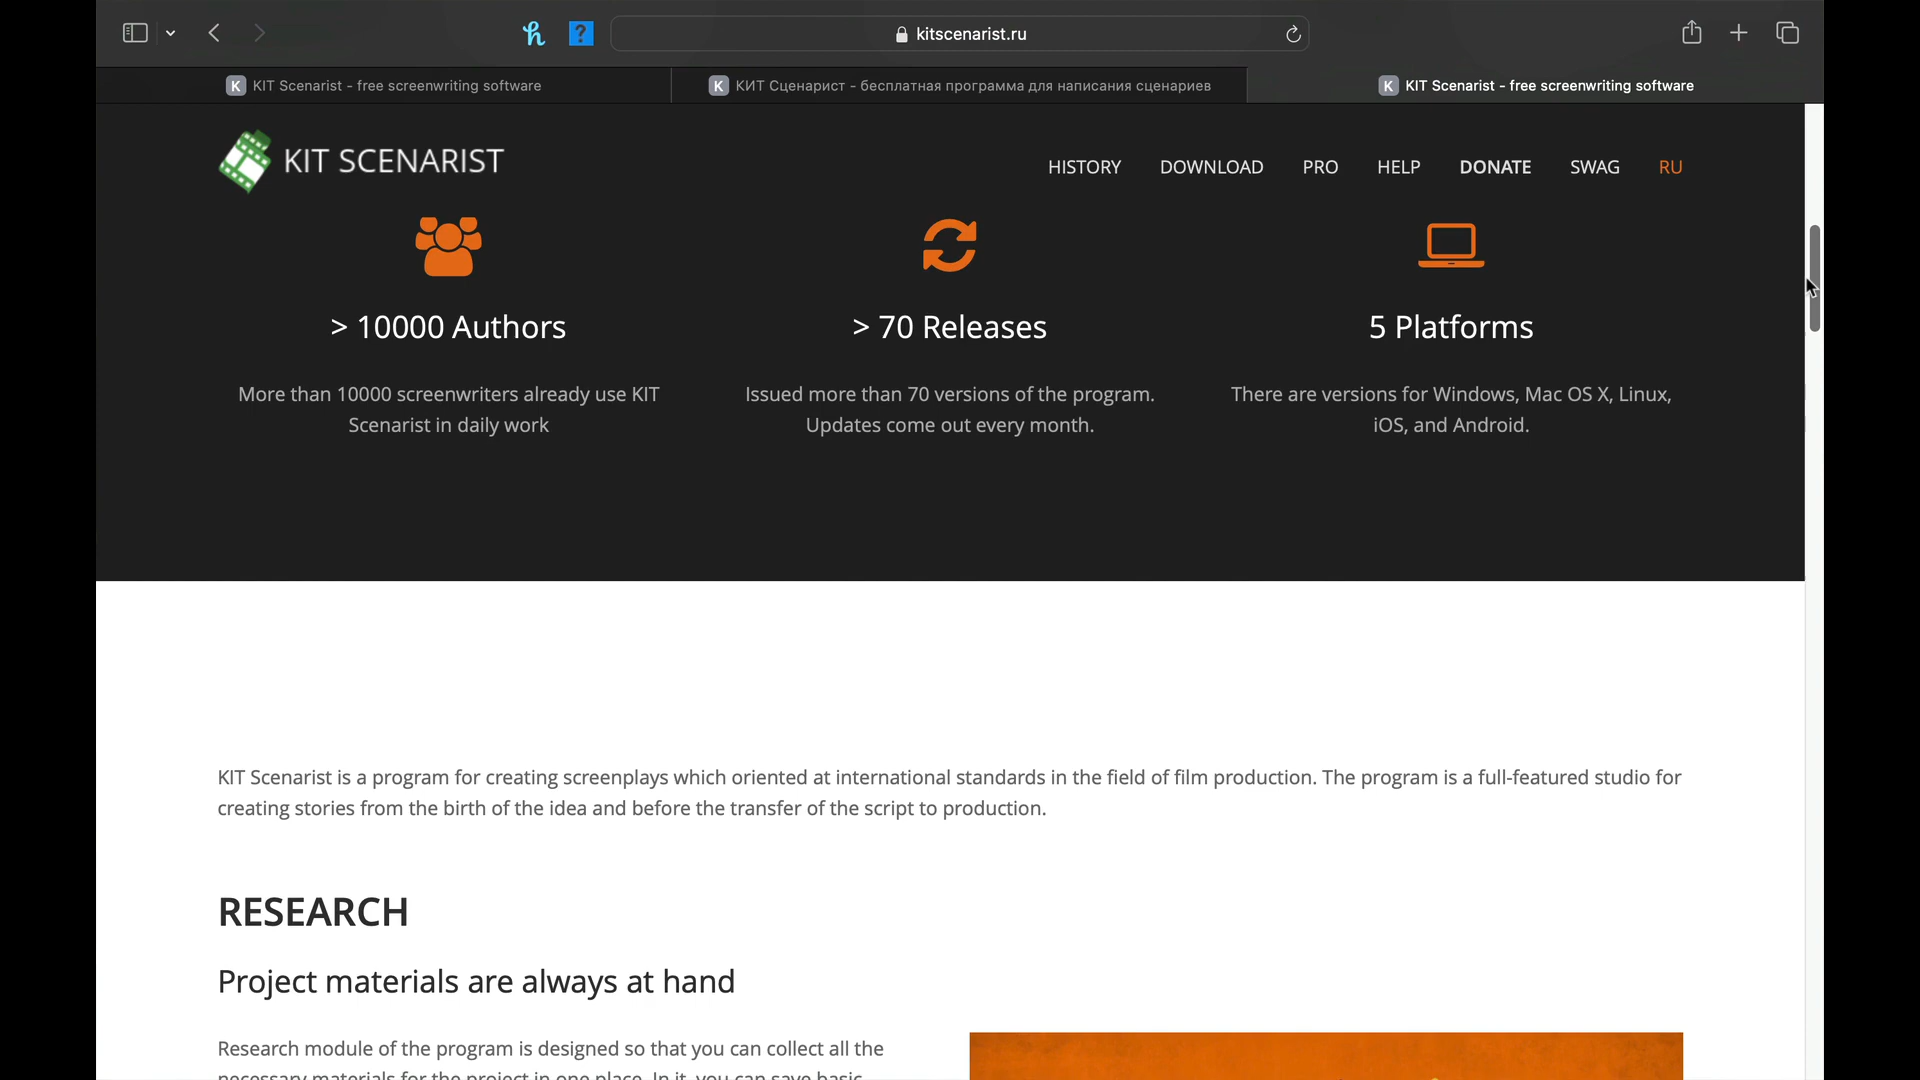 kitscenarist.ru
K KIT Scenarist - free screenwriting software
K КИТ Сценарист - бесплатная программа для написания сценариев
K KIT Scenarist - free screenwriting software
KIT SCENARIST
HISTORY DOWNLOAD PRO HELP DONATE SWAG RU
> 10000 Authors
More than 10000 screenwriters already use KIT
Scenarist in daily work
> 70 Releases
Issued more than 70 versions of the program.
Updates come out every month.
5 Platforms
There are versions for Windows, Mac OS X, Linux,
iOS, and Android.
KIT Scenarist is a program for creating screenplays which oriented at international standards in the field of film production. The program is a full-featured studio for
creating stories from the birth of the idea and before the transfer of the script to production.
RESEARCH
Project materials are always at hand
Research module of the program is designed so that you can collect all the
necessary materials for the project in one place. In it, you can save basic